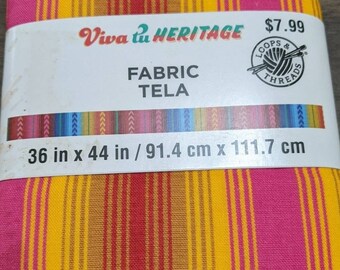 Viva tu HERITAGE
$7.99
LOOPS & THREADS
FABRIC
TELA
36 in x 44 in / 91.4 cm x 111.7 cm